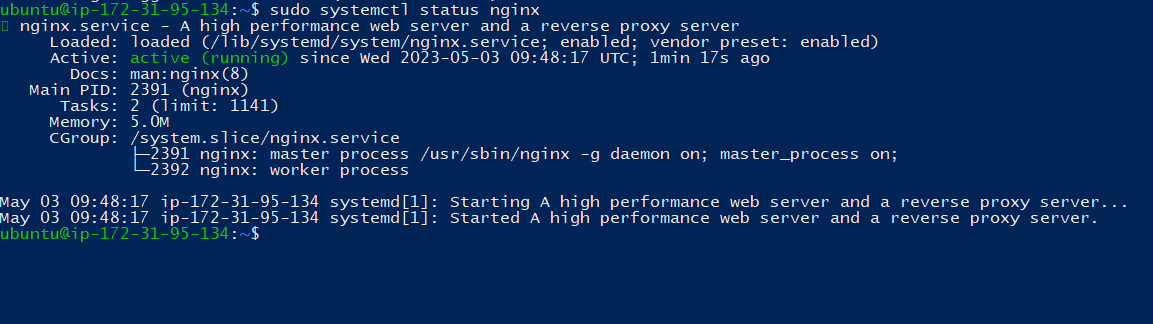 ubuntu@ip-172-31-95-134:~$ sudo systemctl status nginx
nginx.service - A high performance web server and a reverse proxy server
Loaded: loaded (/lib/systemd/system/nginx.service; enabled; vendor preset: enabled)
Active: active (running) since Wed 2023-05-03 09:48:17 UTC; 1min 17s ago
Docs: man:nginx(8)
Main PID: 2391 (nginx)
Tasks: 2 (limit: 1141)
Memory: 5.0M
CGroup: /system.slice/nginx.service
├─2391 nginx: master process /usr/sbin/nginx -g daemon on; master_process on;
└─2392 nginx: worker process
May 03 09:48:17 ip-172-31-95-134 systemd[1]: Starting A high performance web server and a reverse proxy server...
May 03 09:48:17 ip-172-31-95-134 systemd[1]: Started A high performance web server and a reverse proxy server.
ubuntu@ip-172-31-95-134:~$